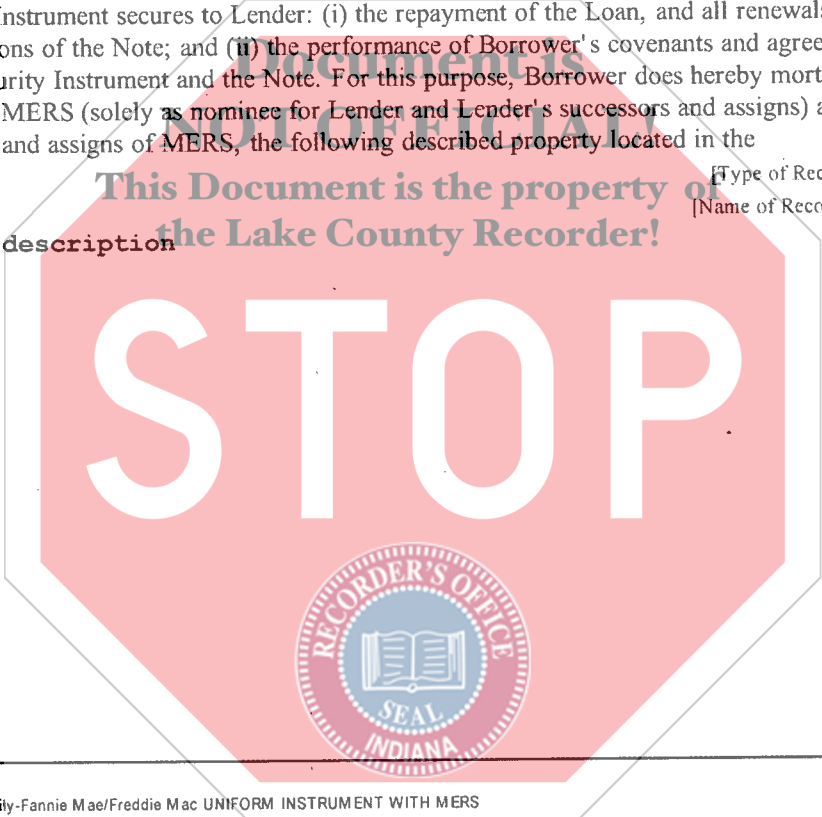 Instrument secures to Lender: (i) the repayment of the Loan, and all renewals
ons of the Note; and (ii) the performance of Borrower's covenants and agree
urity Instrument and the Note. For this purpose, Borrower does hereby mort
MERS (solely as nominee for Lender and Lender's successors and assigns) a
and assigns of MERS, the following described property located in the
[Type of Rec
[Name of Reco
description
Document is
NOT OFFICIAL!
This Document is the property of
the Lake County Recorder!
STOP
RECORDER'S OFFICE
SEAL
INDIANA
ily-Fannie Mae/Freddie Mac UNIFORM INSTRUMENT WITH MERS